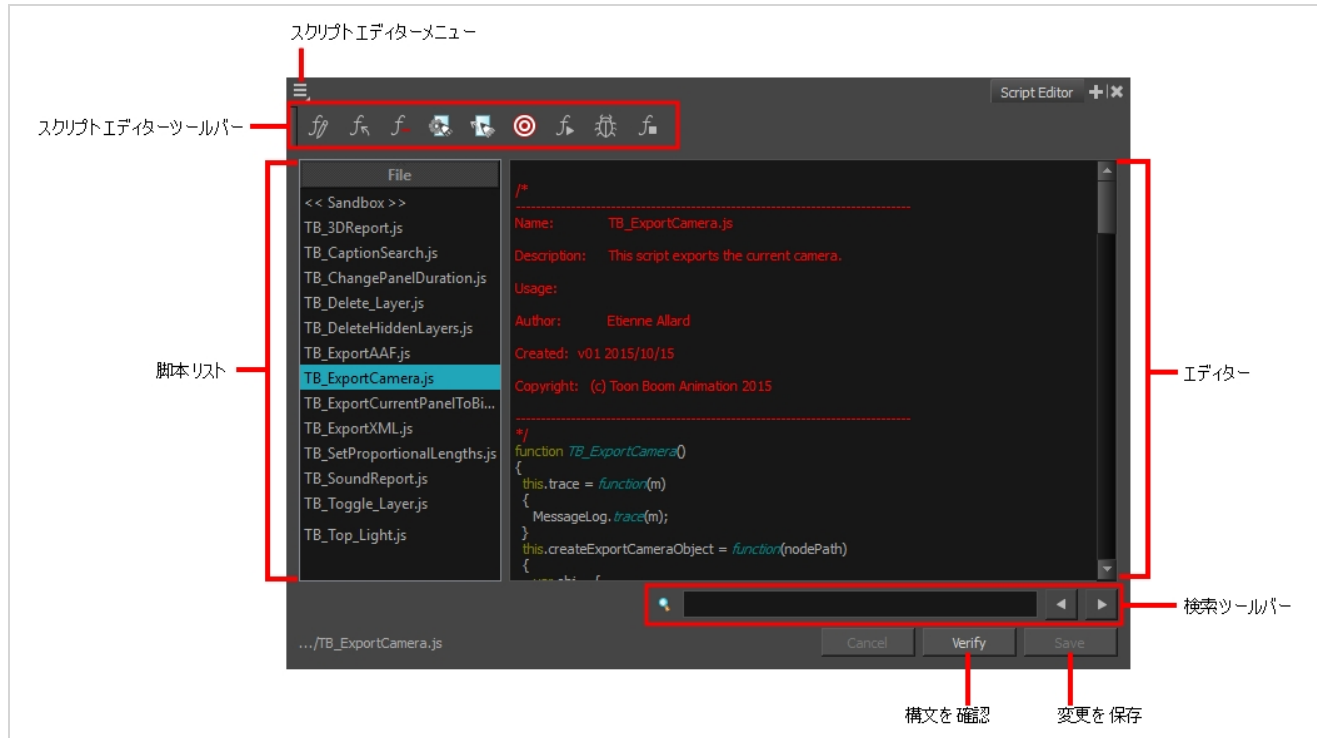 スクリプトエディターメニュー
Script Editor
スクリプトエディターツールバー
File
<< Sandbox >>
TB_3DReport.js
TB_CaptionSearch.js
TB_ChangePanelDuration.js
TB_Delete_Layer.js
TB_DeleteHiddenLayers.js
TB_ExportAAF.js
TB_ExportCamera.js
TB_ExportCurrentPanelToBi...
TB_ExportXML.js
TB_SetProportionalLengths.js
TB_SoundReport.js
TB_Toggle_Layer.js
TB_Top_Light.js
脚本リスト
/*
Name: TB_ExportCamera.js
Description: This script exports the current camera.
Usage:
Author: Etienne Allard
Created: v01 2015/10/15
Copyright: (c) Toon Boom Animation 2015
*/
function TB_ExportCamera()
{
this.trace = function(m)
{
MessageLog.trace(m);
}
this.createExportCameraObject = function(nodePath)
{
エディター
検索ツールバー
.../TB_ExportCamera.js
Cancel
Verify
Save
構文を確認
変更を保存